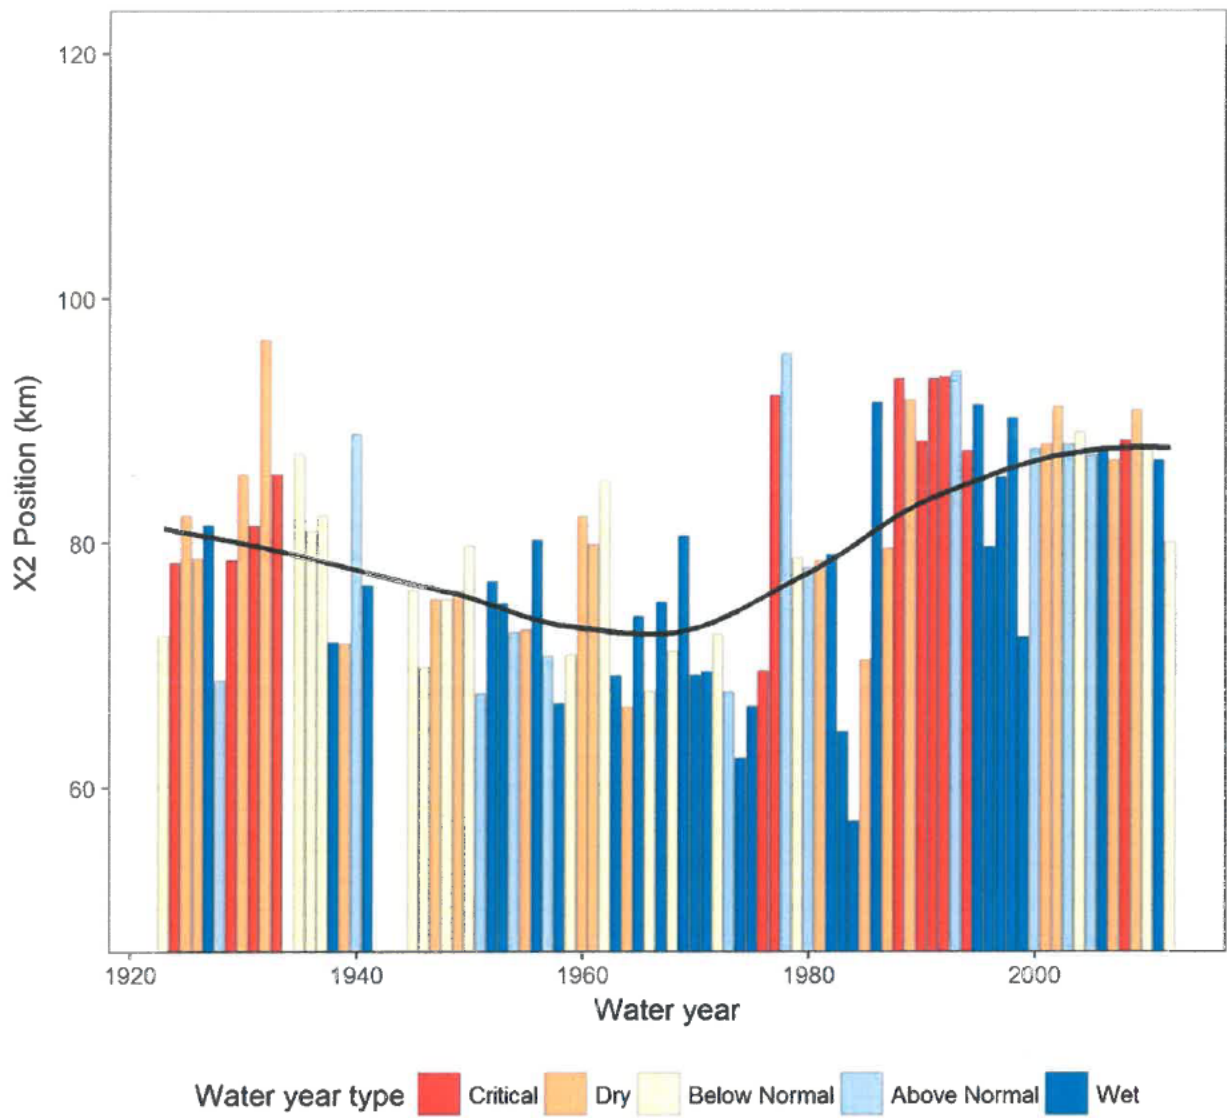 120
100
80
60
X2 Position (km)
1920 1940 1960 1980 2000
Water year
Water year type Critical Dry Below Normal Above Normal Wet